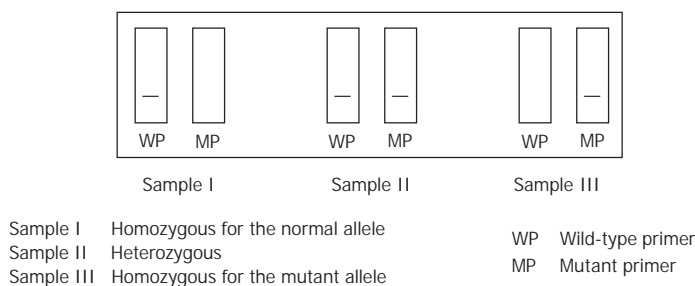 WP MP WP MP WP MP
Sample I Sample II Sample III
Sample I Homozygous for the normal allele
Sample II Heterozygous
Sample III Homozygous for the mutant allele
WP Wild-type primer
MP Mutant primer